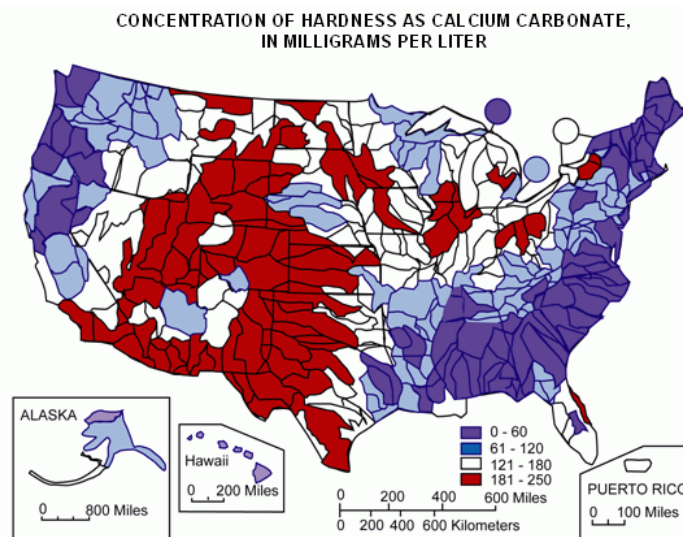 CONCENTRATION OF HARDNESS AS CALCIUM CARBONATE,
IN MILLIGRAMS PER LITER
ALASKA
0 800 Miles
Hawaii
0 200 Miles
0 - 60
61 - 120
121 - 180
181 - 250
0 200 400 600 Miles
0 200 400 600 Kilometers
PUERTO RICO
0 100 Miles